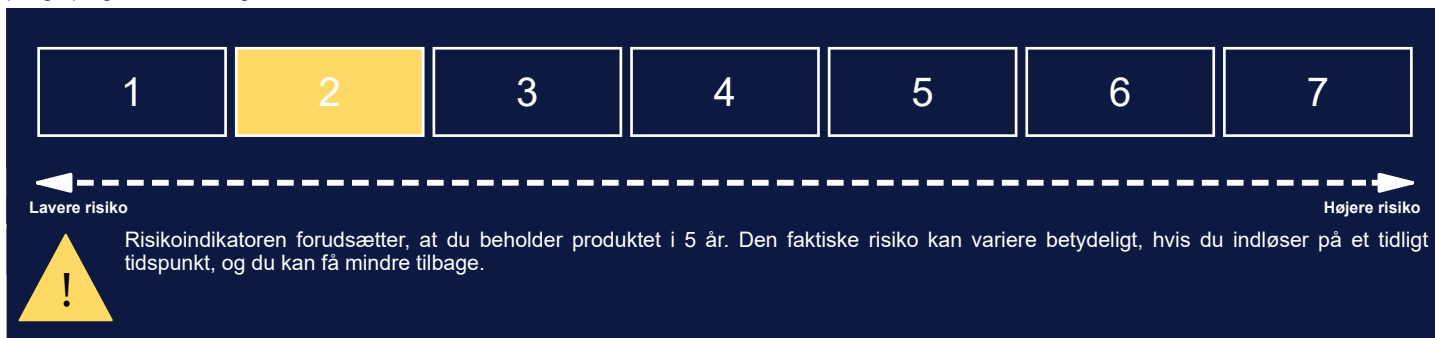 1 2 3 4 5 6 7
Lavere risiko Højere risiko
Risikoindikatoren forudsætter, at du beholder produktet i 5 år. Den faktiske risiko kan variere betydeligt, hvis du indløser på et tidligt
tidspunkt, og du kan få mindre tilbage.
!